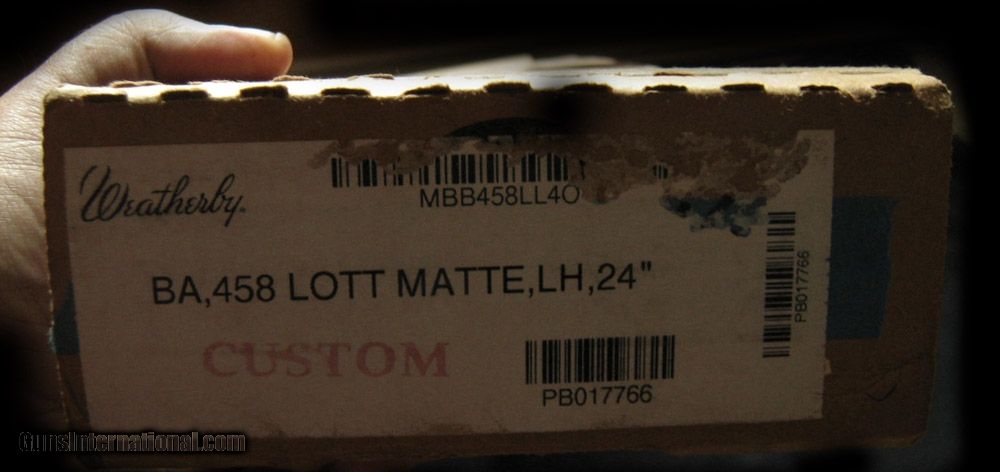 Weatherby
MBB458LL4O
BA,458 LOTT MATTE,LH,24"
CUSTOM
PB017766
PB017766
GunsInternational.com